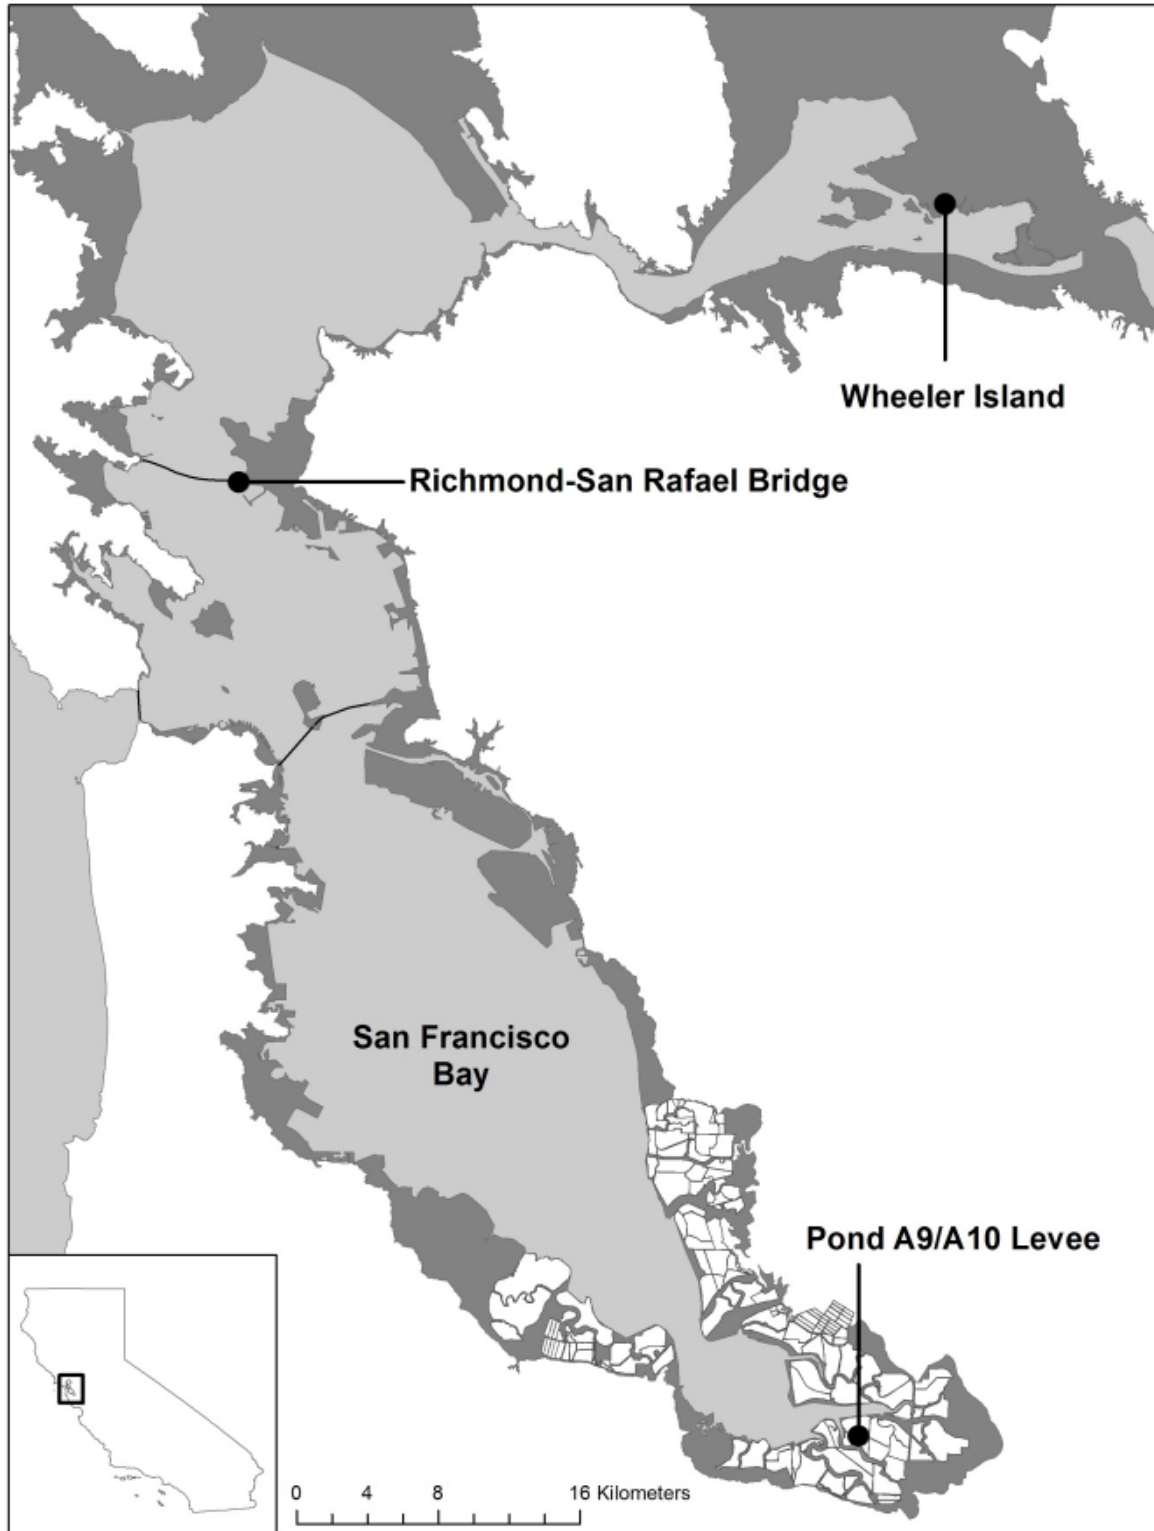 Wheeler Island
Richmond-San Rafael Bridge
San Francisco
Bay
Pond A9/A10 Levee
0 4 8 16 Kilometers